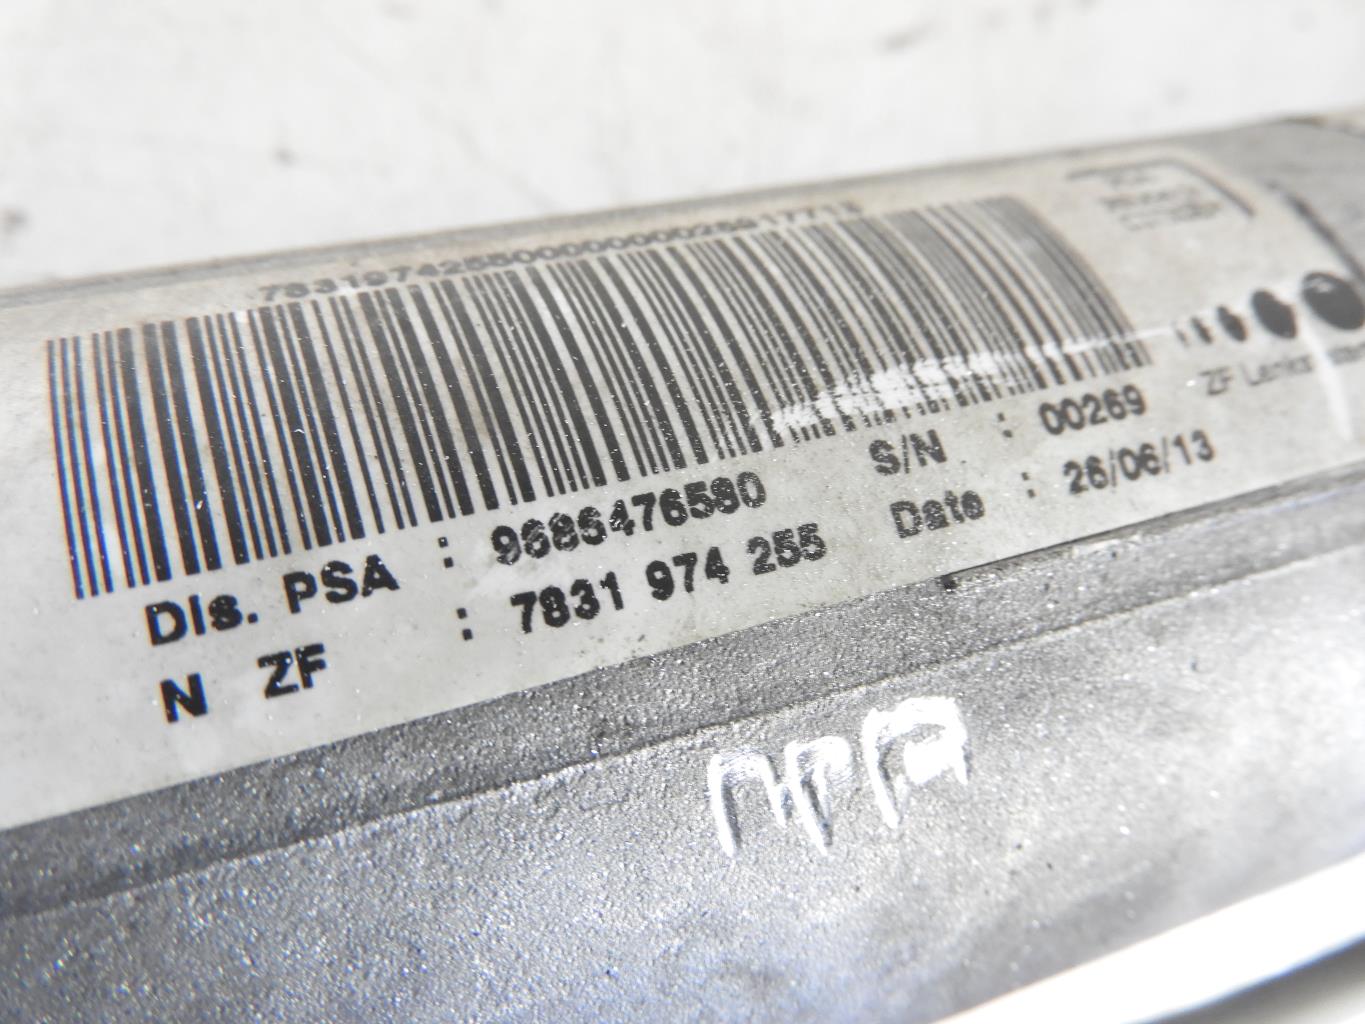 Dis. PSA : 9686476580 S/N : 00269
N ZF : 7831 974 255 Date : 26/06/13
ZF